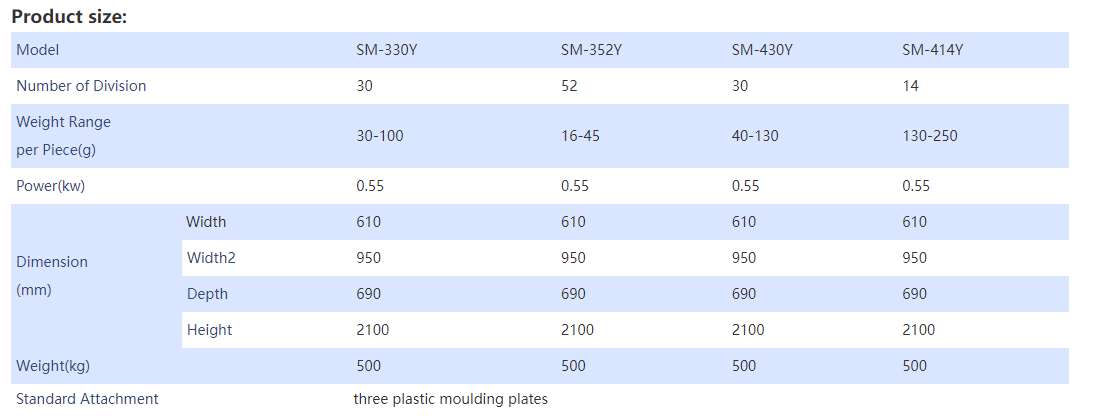 Product size:
Model SM-330Y SM-352Y SM-430Y SM-414Y
Number of Division 30 52 30 14
Weight Range
per Piece(g) 30-100 16-45 40-130 130-250
Power(kw) 0.55 0.55 0.55 0.55
Dimension
(mm)
Width 610 610 610 610
Width2 950 950 950 950
Depth 690 690 690 690
Height 2100 2100 2100 2100
Weight(kg) 500 500 500 500
Standard Attachment three plastic moulding plates